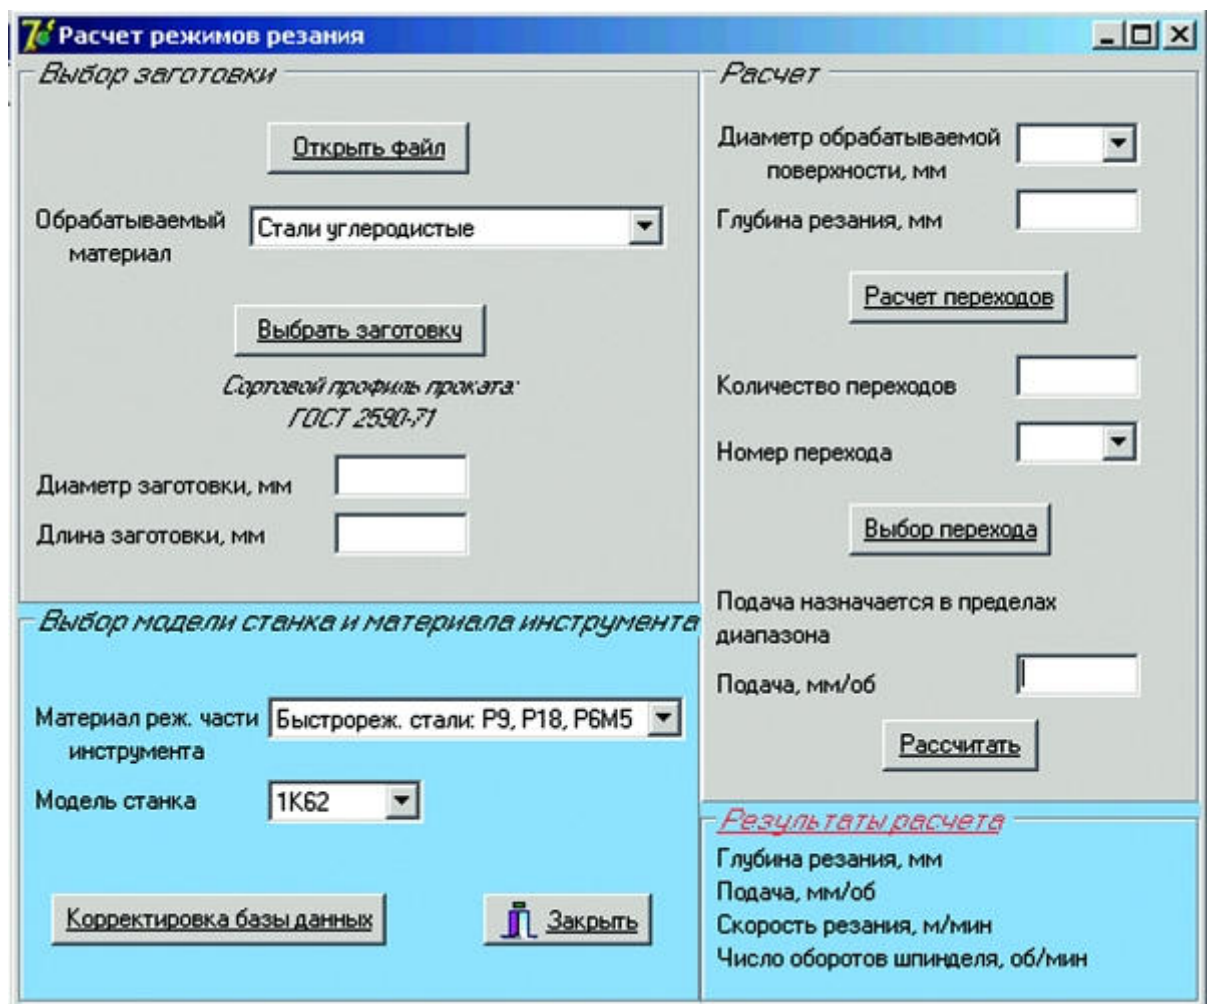 Расчет режимов резания
Выбор заготовки
Открыть файл
Обрабатываемый
материал
Стали углеродистые
Выбрать заготовку
Сортовой профиль проката:
ГОСТ 2590-71
Диаметр заготовки, мм
Длина заготовки, мм
Выбор модели станка и материала инструмента
Материал реж. части
инструмента
Быстрореж. стали: Р9, Р18, Р6М5
Модель станка
1К62
Корректировка базы данных
Закрыть
Расчет
Диаметр обрабатываемой
поверхности, мм
Глубина резания, мм
Расчет переходов
Количество переходов
Номер перехода
Выбор перехода
Подача назначается в пределах
диапазона
Подача, мм/об
Рассчитать
Результаты расчета
Глубина резания, мм
Подача, мм/об
Скорость резания, м/мин
Число оборотов шпинделя, об/мин